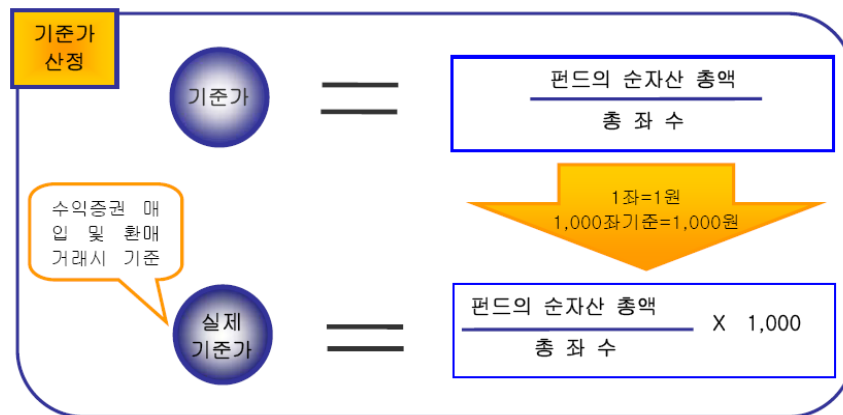 기준가
산정
기준가
펀드의 순자산 총액
총 좌 수
1좌=1원
1,000좌기준=1,000원
수익증권 매
입 및 환매
거래시 기준
실제
기준가
펀드의 순자산 총액
X 1,000
총 좌 수